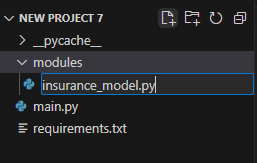 NEW PROJECT 7
__pycache__
modules
insurance_model.py
main.py
requirements.txt